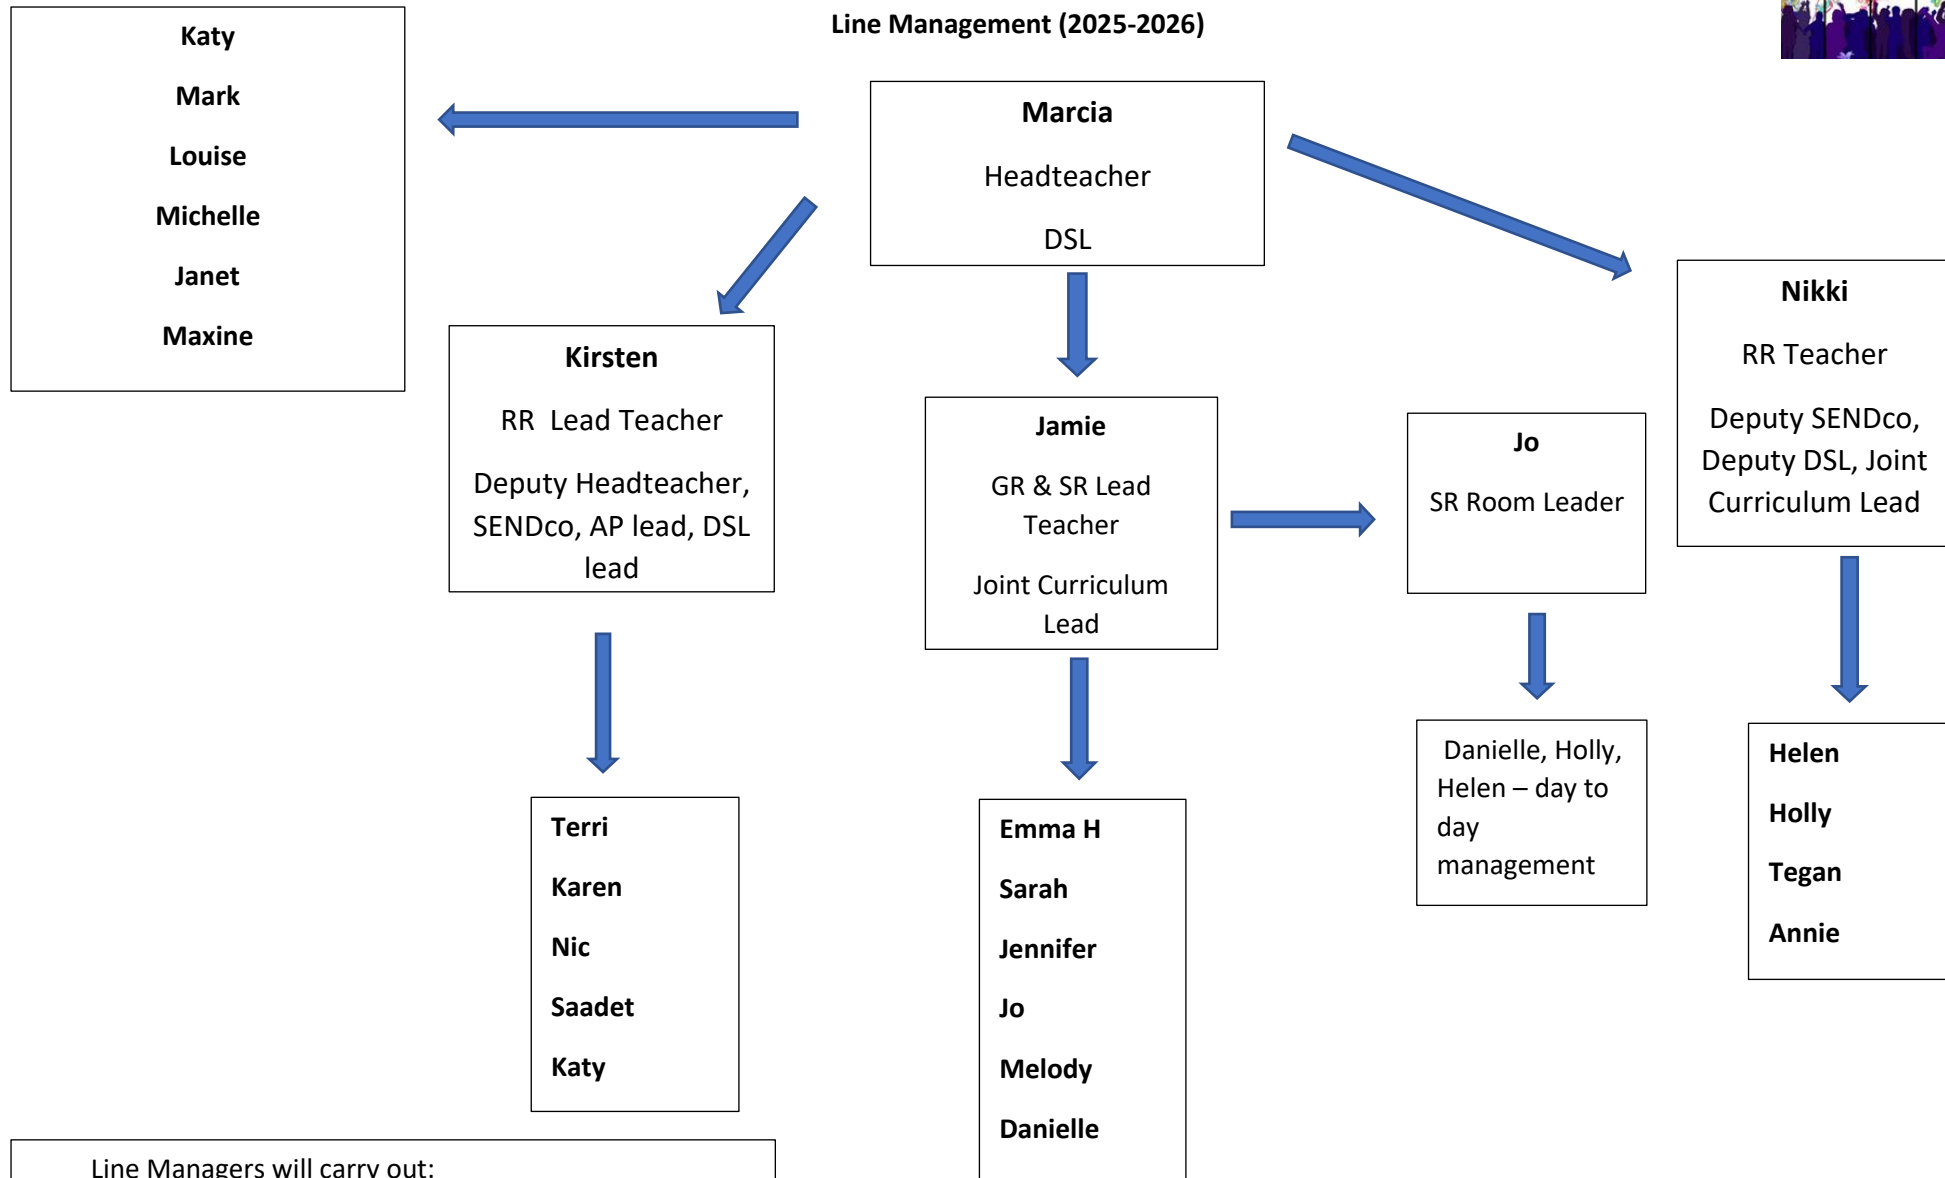 Line Management (2025-2026)
Katy
Mark
Louise
Michelle
Janet
Maxine
Marcia
Headteacher
DSL
Kirsten
RR  Lead Teacher
Deputy Headteacher,
SENDco, AP lead, DSL
lead
Jamie
GR & SR Lead
Teacher
Joint Curriculum
Lead
Jo
SR Room Leader
Nikki
RR Teacher
Deputy SENDco,
Deputy DSL, Joint
Curriculum Lead
Terri
Karen
Nic
Saadet
Katy
Emma H
Sarah
Jennifer
Jo
Melody
Danielle
Danielle, Holly,
Helen – day to
day
management
Helen
Holly
Tegan
Annie
Line Managers will carry out: